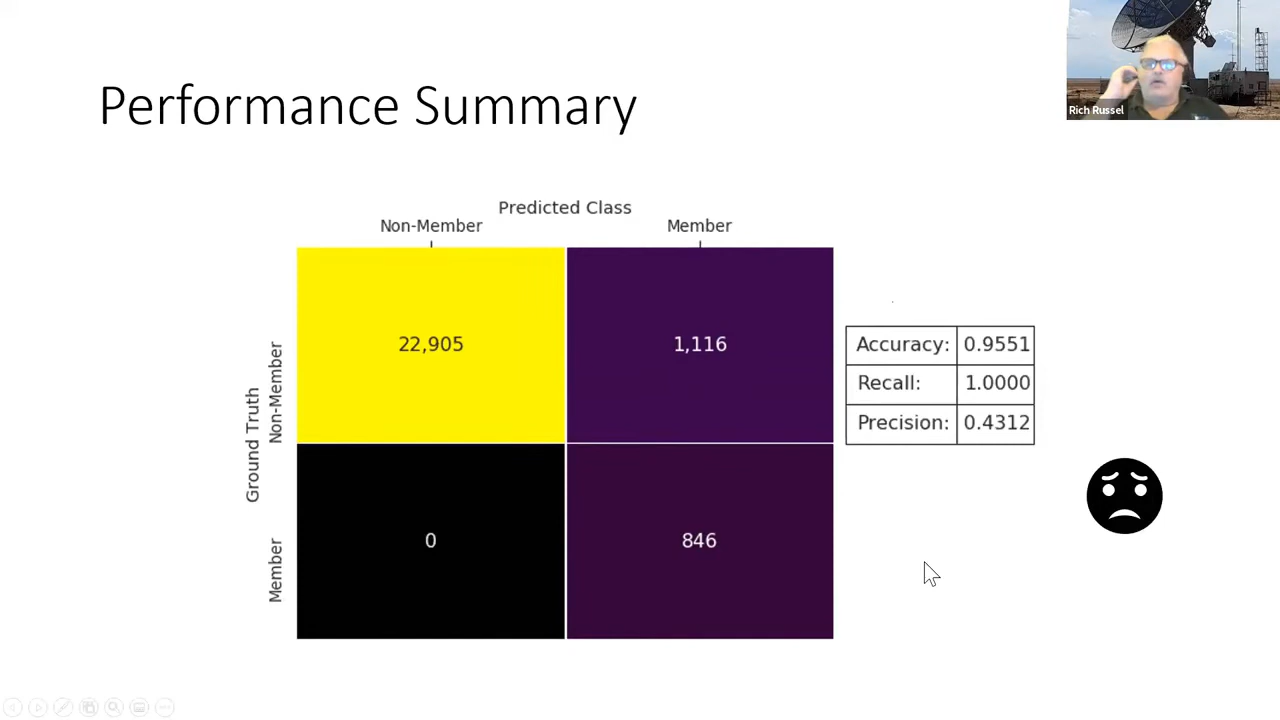 Rich Russel
Performance Summary
Predicted Class
Non-Member
Member
Ground Truth
Non-Member
Member
22,905
1,116
0
846
Accuracy: 0.9551
Recall: 1.0000
Precision: 0.4312